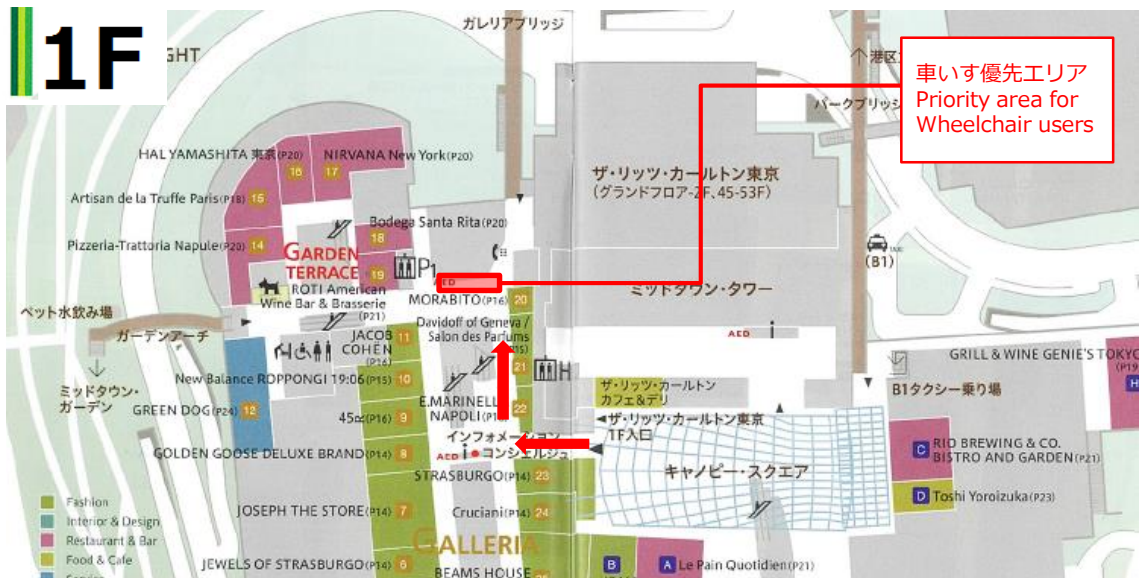 1F
GHT
ガレリアブリッジ
港区
車いす優先エリア
Priority area for
Wheelchair users
パークブリッジ
HAL YAMASHITA 東京(P20)
16
17
NIRVANA New York(P20)
ザ・リッツ・カールトン東京
(グランドフロア-2F、45-53F)
Artisan de la Truffe Paris(P18)
15
Bodega Santa Rita(P20)
18
Pizzeria-Trattoria Napule(P20)
14
GARDEN
TERRACE
19
P1
AED
(B1)
ROTI American
Wine Bar & Brasserie
(P21)
MORABITO(P16)
20
ミッドタウン・タワー
ペット水飲み場
ガーデンアーチ
JACOB
COHËN
(P16)
11
Davidoff of Geneva /
Salon des Parfums
21
AED
i
GRILL & WINE GENIE'S TOKYO
(P19
H
ミッドタウン・
ガーデン
New Balance ROPPONGI 19:06(P15)
10
H
ザ・リッツ・カールトン
カフェ&デリ
B1タクシー乗り場
GREEN DOG(P24)
12
45㎝(P16)
9
E.MARINELLA
NAPOLI
22
ザ・リッツ・カールトン東京
1F入口
インフォメーション
AED
i
コンシェルジュ
GOLDEN GOOSE DELUXE BRAND(P14)
8
キャノピー・スクエア
C
RIO BREWING & CO.
BISTRO AND GARDEN(P21)
STRASBURGO(P14)
23
D
Toshi Yoroizuka(P23)
Fashion
Interior & Design
Restaurant & Bar
Food & Cafe
Service
JOSEPH THE STORE(P14)
7
Cruciani(P14)
24
GALLERIA
JEWELS OF STRASBURGO(P14)
6
BEAMS HOUSE
B
A
Le Pain Quotidien(P21)